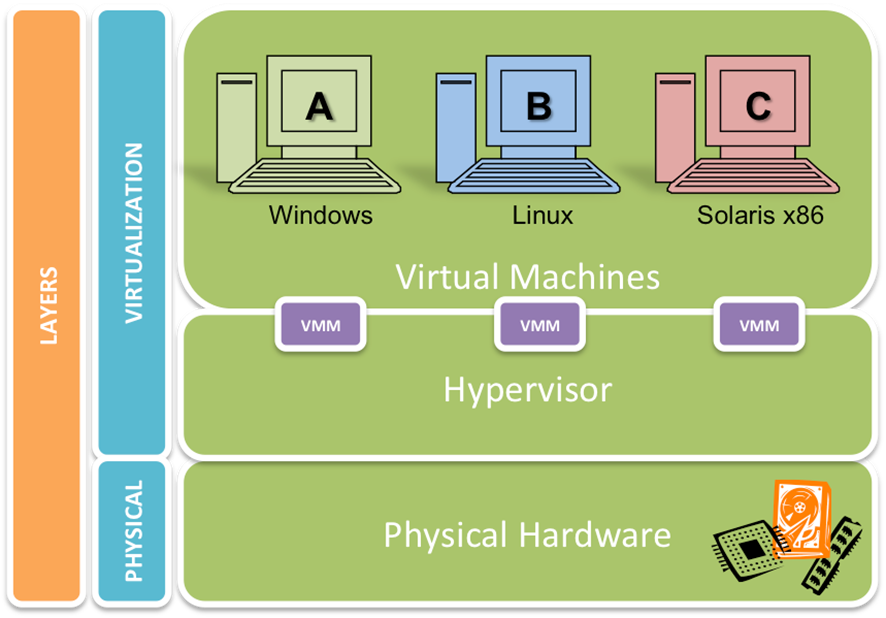 LAYERS
VIRTUALIZATION
PHYSICAL
A
B
C
Windows
Linux
Solaris x86
Virtual Machines
VMM
VMM
VMM
Hypervisor
Physical Hardware